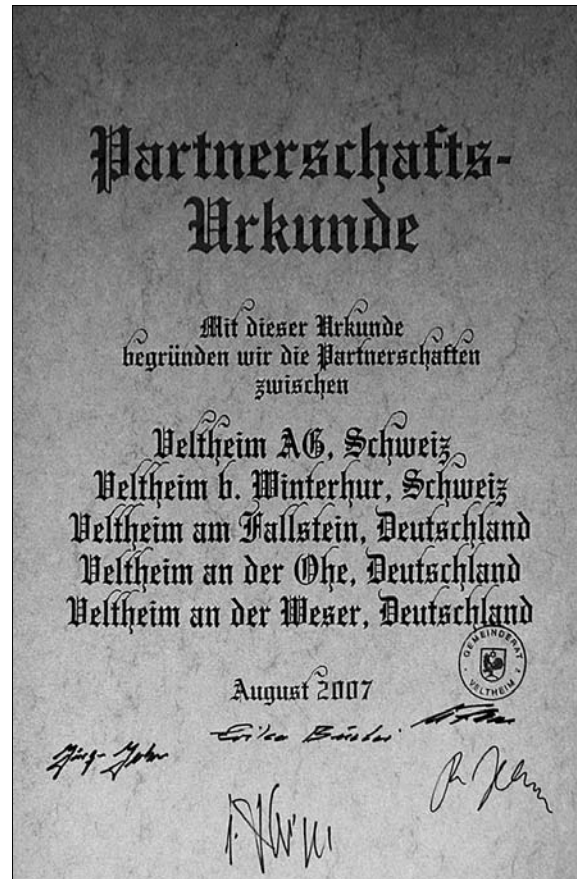 Partnerschafts-
Urkunde
Mit dieser Urkunde
begründen wir die Partnerschaften
zwischen
Veltheim AG, Schweiz
Veltheim b. Winterhur, Schweiz
Veltheim am Fallstein, Deutschland
Veltheim an der Ohe, Deutschland
Veltheim an der Weser, Deutschland
GEMEINDERAT
VELTHEIM
August 2007